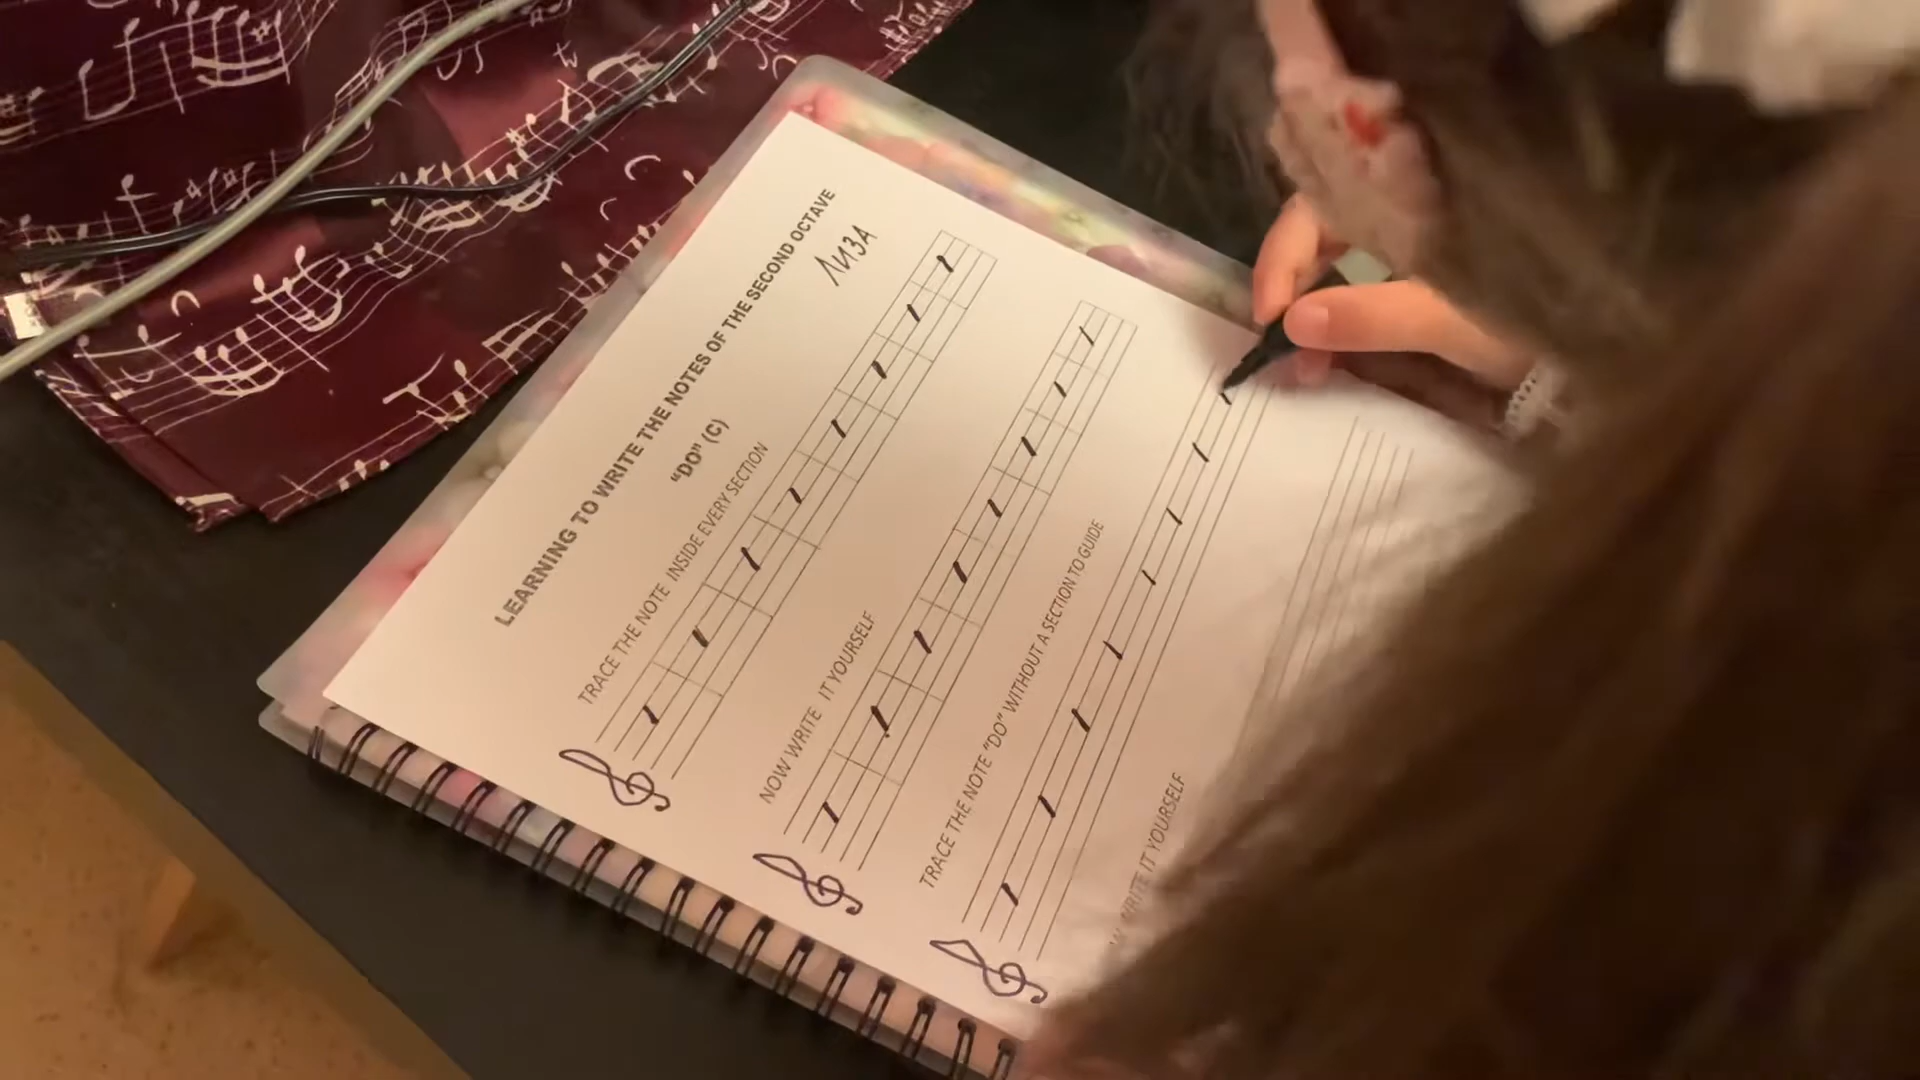 LEARNING TO WRITE THE NOTES OF THE SECOND OCTAVE
ЛИЗА
"DO" (C)
TRACE THE NOTE INSIDE EVERY SECTION
NOW WRITE IT YOURSELF
TRACE THE NOTE "DO" WITHOUT A SECTION TO GUIDE
WRITE IT YOURSELF